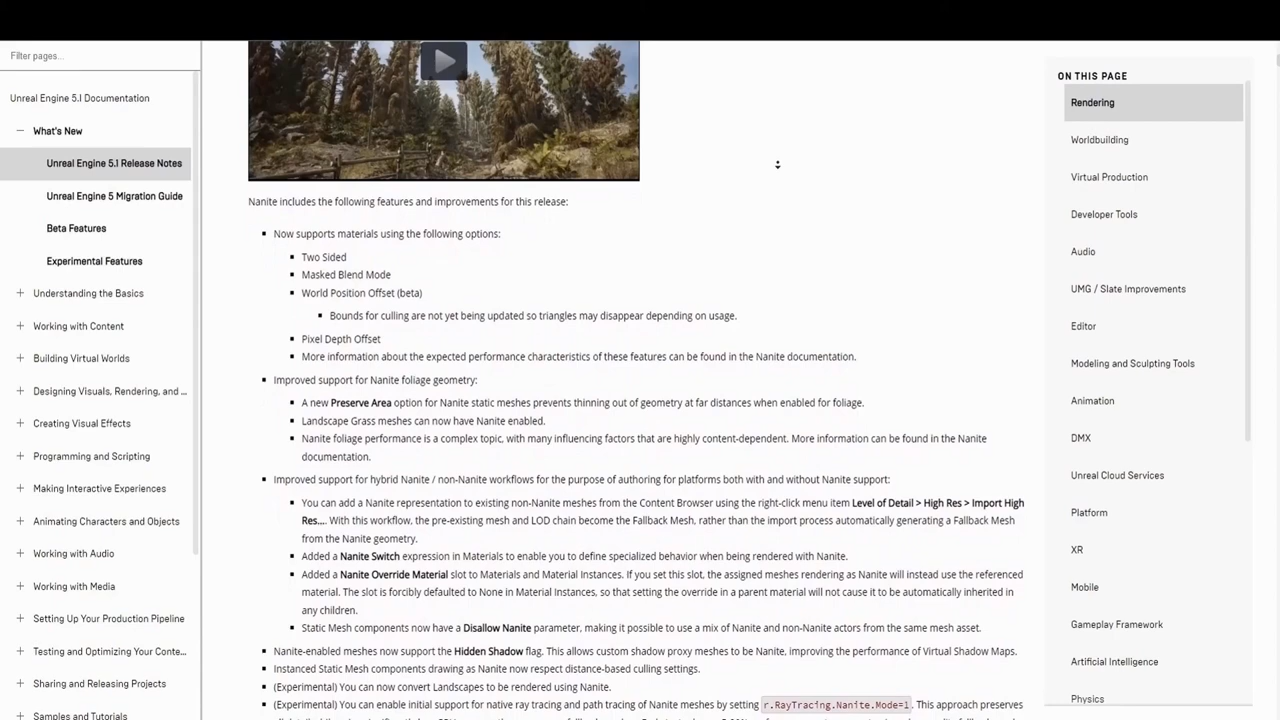 Filter pages...
Unreal Engine 5.1 Documentation
What's New
Unreal Engine 5.1 Release Notes
Unreal Engine 5 Migration Guide
Beta Features
Experimental Features
Understanding the Basics
Working with Content
Building Virtual Worlds
Designing Visuals, Rendering, and ...
Creating Visual Effects
Programming and Scripting
Making Interactive Experiences
Animating Characters and Objects
Working with Audio
Working with Media
Setting Up Your Production Pipeline
Testing and Optimizing Your Conte...
Sharing and Releasing Projects
Samples and Tutorials
Nanite includes the following features and improvements for this release:
Now supports materials using the following options:
Two Sided
Masked Blend Mode
World Position Offset (beta)
Bounds for culling are not yet being updated so triangles may disappear depending on usage.
Pixel Depth Offset
More information about the expected performance characteristics of these features can be found in the Nanite documentation.
Improved support for Nanite foliage geometry:
A new Preserve Area option for Nanite static meshes prevents thinning out of geometry at far distances when enabled for foliage.
Landscape Grass meshes can now have Nanite enabled.
Nanite foliage performance is a complex topic, with many influencing factors that are highly content-dependent. More information can be found in the Nanite
documentation.
Improved support for hybrid Nanite / non-Nanite workflows for the purpose of authoring for platforms both with and without Nanite support:
You can add a Nanite representation to existing non-Nanite meshes from the Content Browser using the right-click menu item Level of Detail > High Res > Import High
Res.... With this workflow, the pre-existing mesh and LOD chain become the Fallback Mesh, rather than the import process automatically generating a Fallback Mesh
from the Nanite geometry.
Added a Nanite Switch expression in Materials to enable you to define specialized behavior when being rendered with Nanite.
Added a Nanite Override Material slot to Materials and Material Instances. If you set this slot, the assigned meshes rendering as Nanite will instead use the referenced
material. The slot is forcibly defaulted to None in Material Instances, so that setting the override in a parent material will not cause it to be automatically inherited in
any children.
Static Mesh components now have a Disallow Nanite parameter, making it possible to use a mix of Nanite and non-Nanite actors from the same mesh asset.
Nanite-enabled meshes now support the Hidden Shadow flag. This allows custom shadow proxy meshes to be Nanite, improving the performance of Virtual Shadow Maps.
Instanced Static Mesh components drawing as Nanite now respect distance-based culling settings.
(Experimental) You can now convert Landscapes to be rendered using Nanite.
(Experimental) You can enable initial support for native ray tracing and path tracing of Nanite meshes by setting r.RayTracing.Nanite.Mode=1. This approach preserves
ON THIS PAGE
Rendering
Worldbuilding
Virtual Production
Developer Tools
Audio
UMG / Slate Improvements
Editor
Modeling and Sculpting Tools
Animation
DMX
Unreal Cloud Services
Platform
XR
Mobile
Gameplay Framework
Artificial Intelligence
Physics